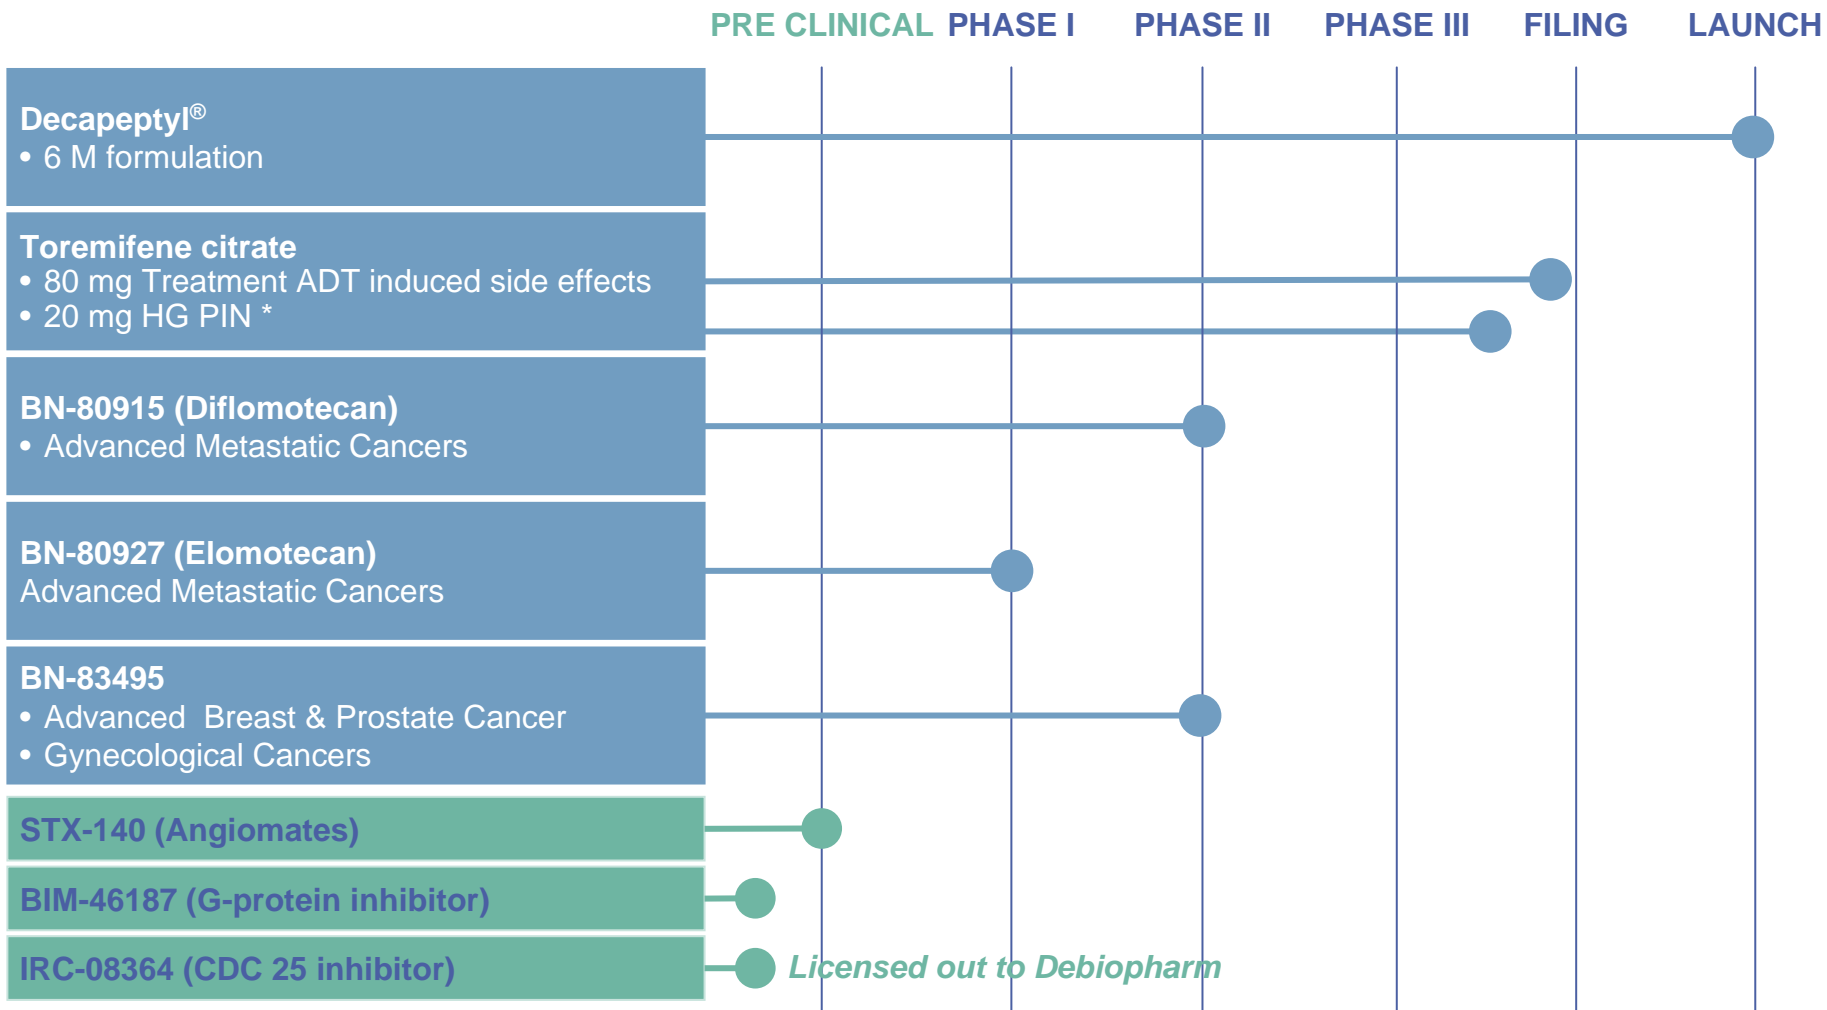 PRE CLINICAL PHASE I PHASE II PHASE III FILING LAUNCH
Decapeptyl®
• 6 M formulation
Toremifene citrate
• 80 mg Treatment ADT induced side effects
• 20 mg HG PIN *
BN-80915 (Diflomotecan)
• Advanced Metastatic Cancers
BN-80927 (Elomotecan)
Advanced Metastatic Cancers
BN-83495
• Advanced  Breast & Prostate Cancer
• Gynecological Cancers
STX-140 (Angiomates)
BIM-46187 (G-protein inhibitor)
IRC-08364 (CDC 25 inhibitor) Licensed out to Debiopharm